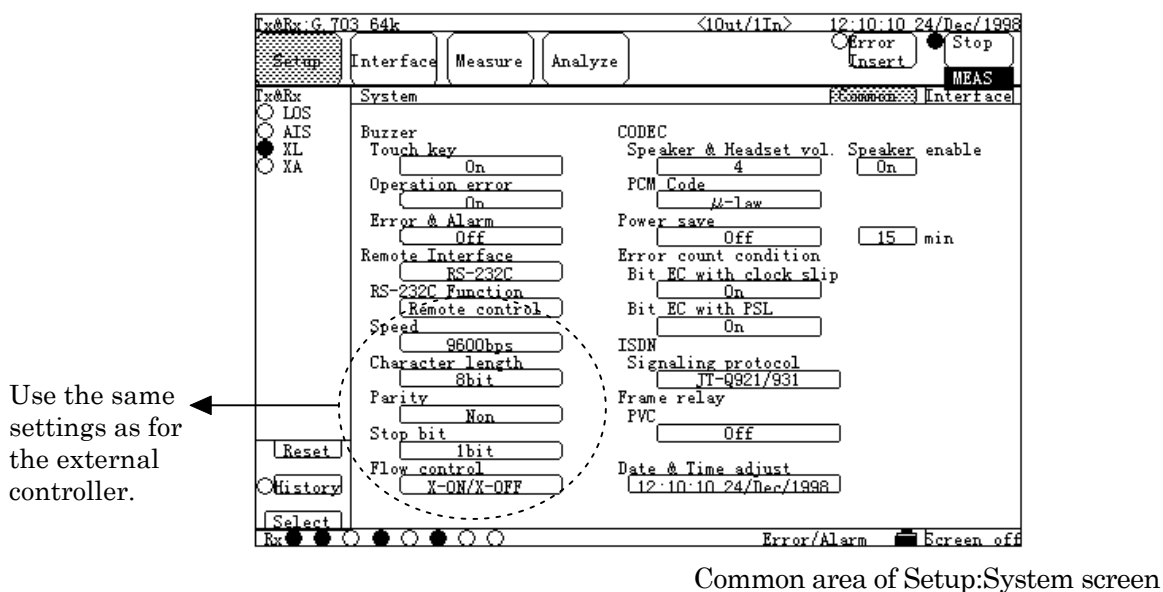 Tx&Rx:G.703 64k <10ut/1In> 12:10:10 24/Dec/1998
Setup Interface Measure Analyze Error Insert Stop
MEAS
Tx&Rx System Common Interface
LOS
AIS
XL
XA
Buzzer
Touch key
On
Operation error
On
Error & Alarm
Off
Remote Interface
RS-232C
RS-232C Function
Remote control
Speed
9600bps
Character length
8bit
Parity
Non
Stop bit
1bit
Flow control
X-ON/X-OFF
CODEC
Speaker & Headset vol. Speaker enable
4 On
PCM Code
μ-law
Power save
Off 15 min
Error count condition
Bit EC with clock slip
On
Bit EC with PSL
On
ISDN
Signaling protocol
JT-Q921/931
Frame relay
PVC
Off
Date & Time adjust
12:10:10 24/Dec/1998
Reset
History
Select
Rx Error/Alarm Screen off
Use the same
settings as for
the external
controller.
Common area of Setup:System screen